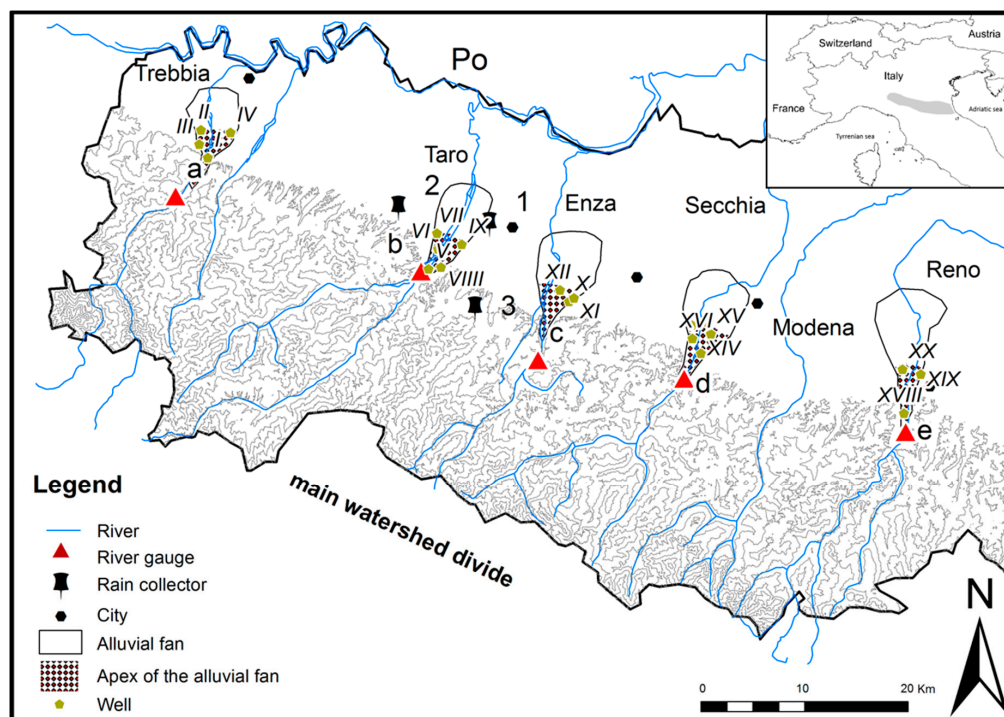 Switzerland
Austria
Italy
France
Adriatic sea
Tyrrenian sea
Po
Trebbia
II
IV
III
I
a
Taro
2
1
VII
VI
IX
b
V
VIIII
3
Enza
XII
X
XI
c
Secchia
XVI
XV
XIV
Modena
d
Reno
XX
XIX
XVIII
e
main watershed divide
Legend
River
River gauge
Rain collector
City
Alluvial fan
Apex of the alluvial fan
Well
N
0 10 20 Km